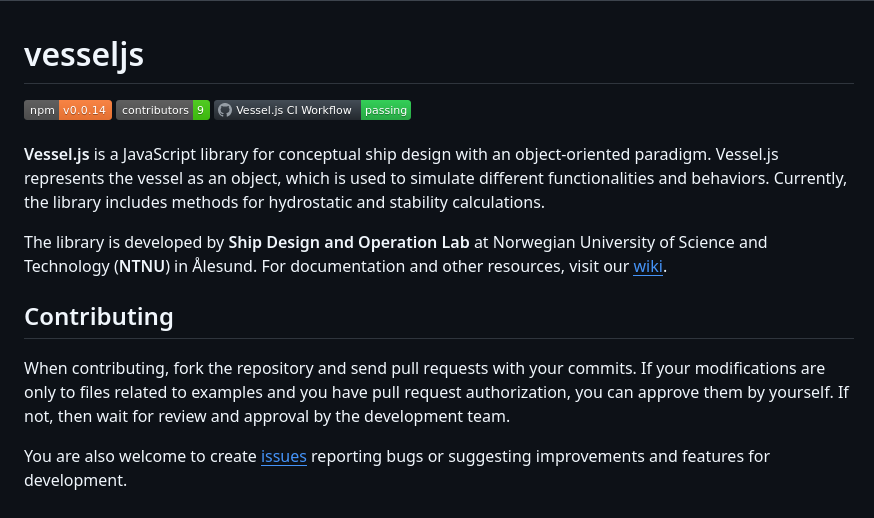 vesseljs
npm v0.0.14 contributors 9 Vessel.js CI Workflow passing
Vessel.js is a JavaScript library for conceptual ship design with an object-oriented paradigm. Vessel.js
represents the vessel as an object, which is used to simulate different functionalities and behaviors. Currently,
the library includes methods for hydrostatic and stability calculations.
The library is developed by Ship Design and Operation Lab at Norwegian University of Science and
Technology (NTNU) in Ålesund. For documentation and other resources, visit our wiki.
Contributing
When contributing, fork the repository and send pull requests with your commits. If your modifications are
only to files related to examples and you have pull request authorization, you can approve them by yourself. If
not, then wait for review and approval by the development team.
You are also welcome to create issues reporting bugs or suggesting improvements and features for
development.